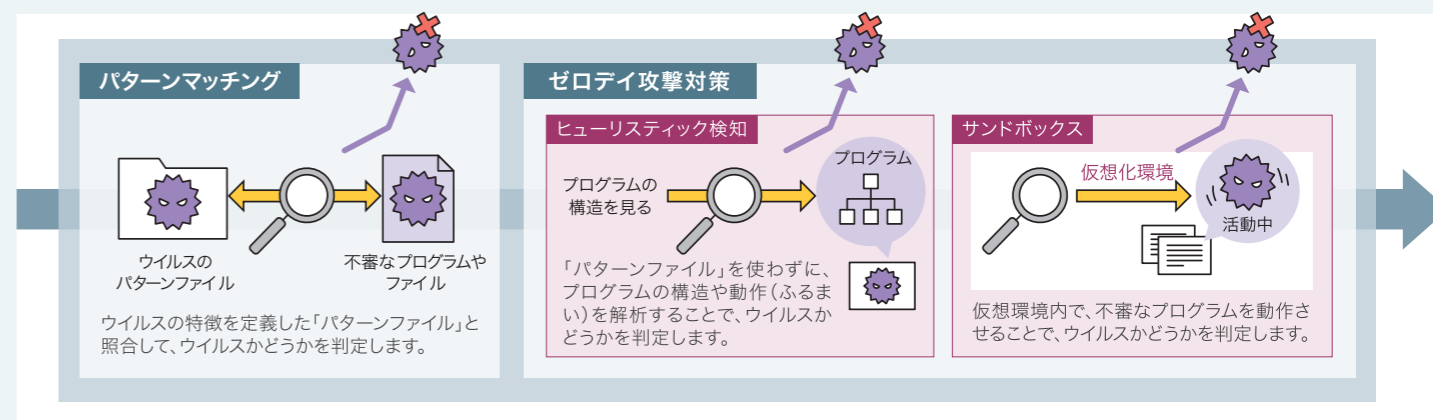 パターンマッチング
ウイルスの
パターンファイル
不審なプログラムや
ファイル
ウイルスの特徴を定義した「パターンファイル」と
照合して、ウイルスかどうかを判定します。
ゼロデイ攻撃対策
ヒューリスティック検知
プログラムの
構造を見る
プログラム
「パターンファイル」を使わずに、
プログラムの構造や動作(ふるま
い)を解析することで、ウイルスか
どうかを判定します。
サンドボックス
仮想化環境
活動中
仮想環境内で、不審なプログラムを動作さ
せることで、ウイルスかどうかを判定します。